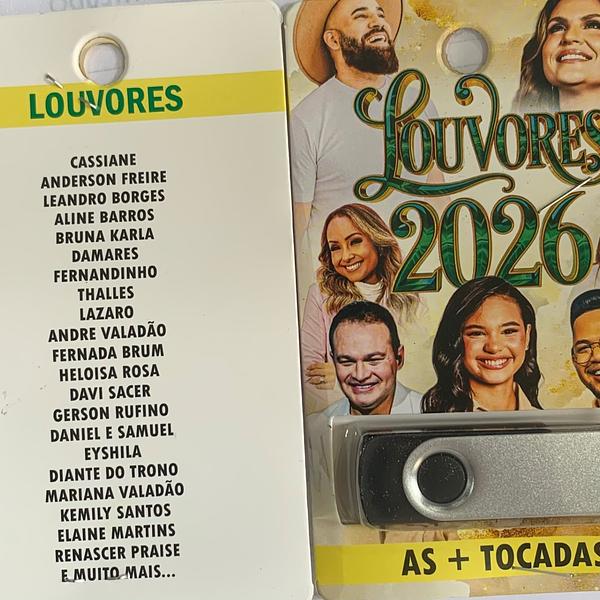 LOUVORES
CASSIANE
ANDERSON FREIRE
LEANDRO BORGES
ALINE BARROS
BRUNA KARLA
DAMARES
FERNANDINHO
THALLES
LAZARO
ANDRE VALADÃO
FERNADA BRUM
HELOISA ROSA
DAVI SACER
GERSON RUFINO
DANIEL E SAMUEL
EYSHILA
DIANTE DO TRONO
MARIANA VALADÃO
KEMILY SANTOS
ELAINE MARTINS
RENASCER PRAISE
E MUITO MAIS...
LOUVORES
2026
AS + TOCADAS